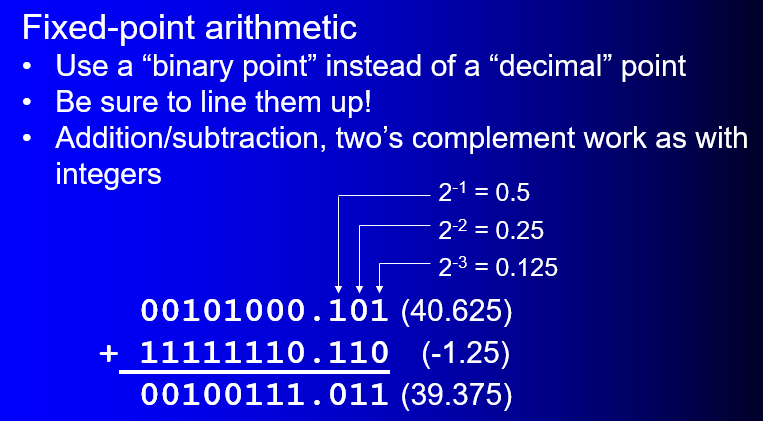 Fixed-point arithmetic
• Use a “binary point” instead of a “decimal” point
• Be sure to line them up!
• Addition/subtraction, two’s complement work as with
integers
2⁻¹ = 0.5
2⁻² = 0.25
2⁻³ = 0.125
00101000.101 (40.625)
+ 11111110.110 (-1.25)
00100111.011 (39.375)